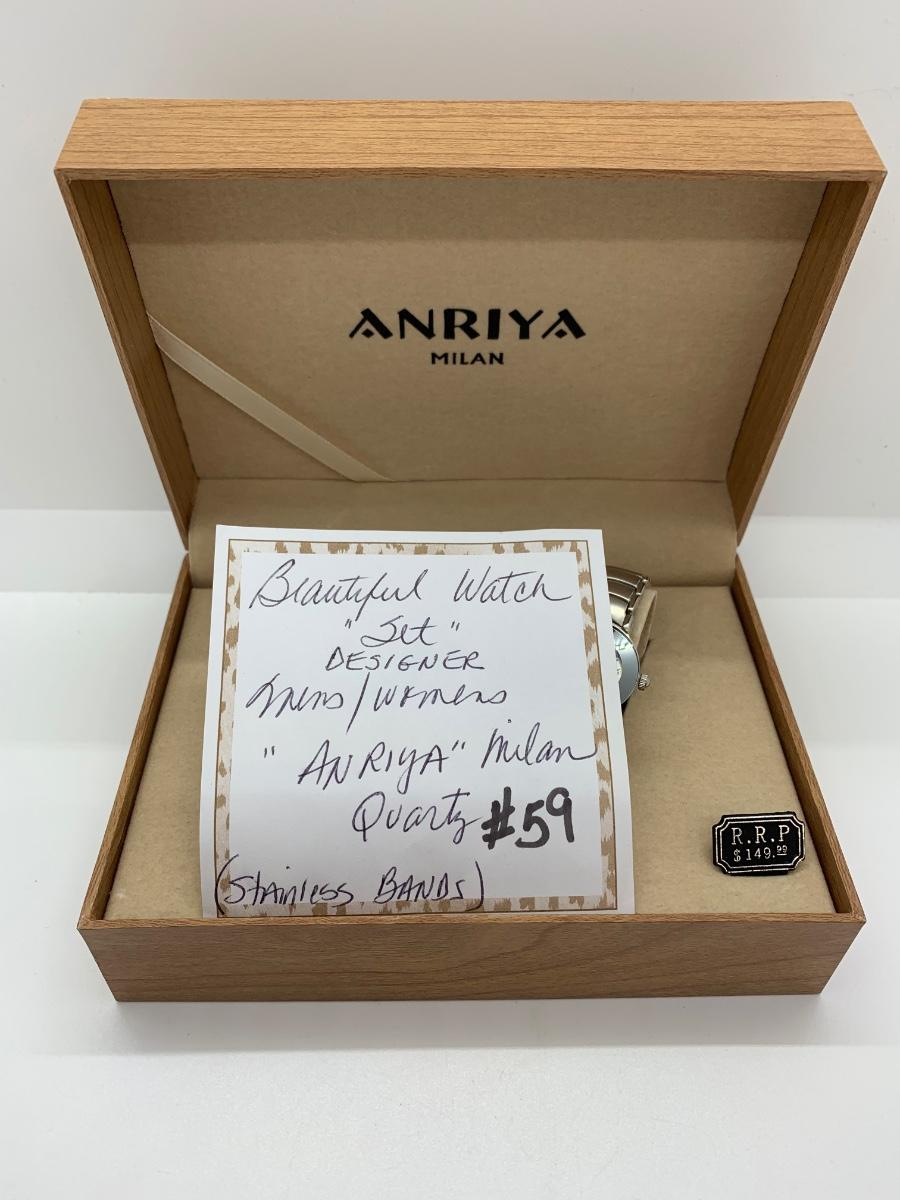 ANRIYA
MILAN
Beautiful Watch
"Set"
DESIGNER
mens/womens
"ANRIYA" Milan
Quartz #59
(Stainless BANDS)
R.R.P
$149.99